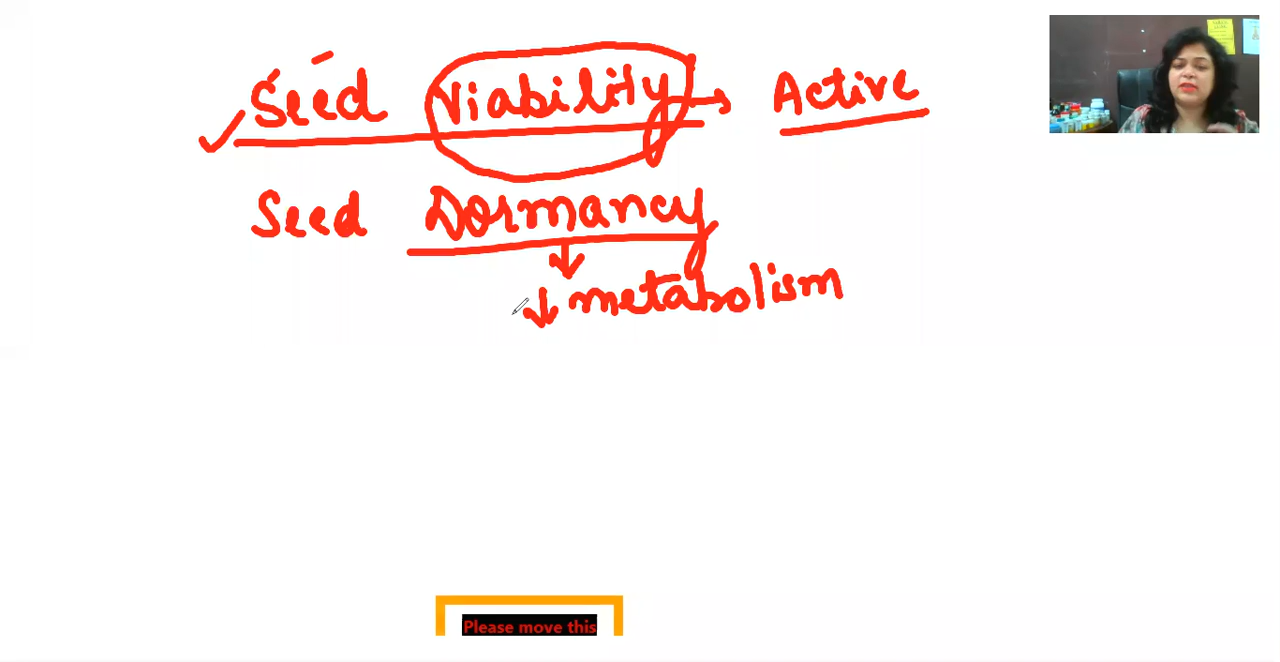 Seed Viability → Active
Seed Dormancy
↓
↓ metabolism
Please move this